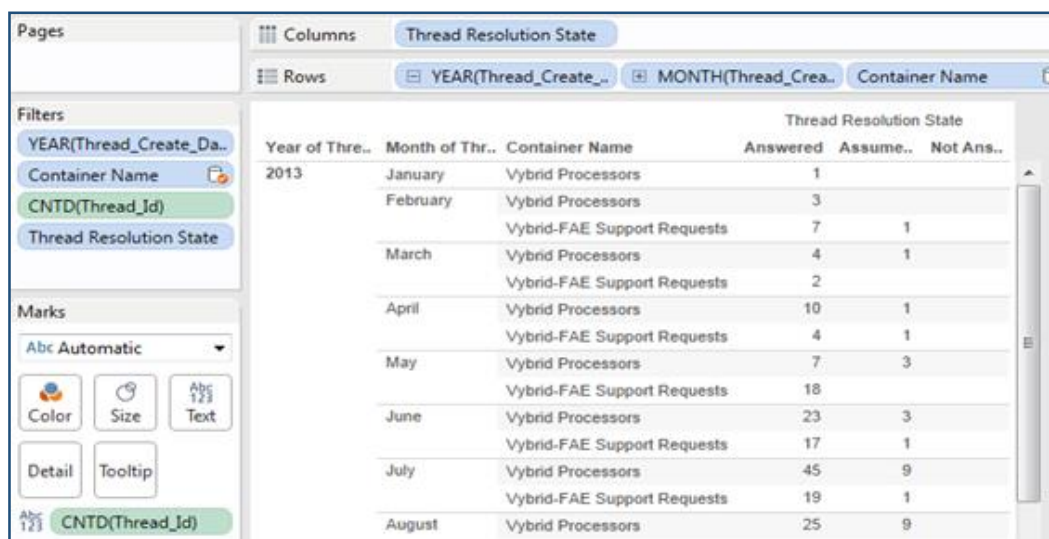 Pages
Columns Thread Resolution State
Rows YEAR(Thread_Create_.. MONTH(Thread_Crea.. Container Name
Filters
YEAR(Thread_Create_Da..
Container Name
CNTD(Thread_Id)
Thread Resolution State
Marks
Abc Automatic
Color Size Abc 123 Text
Detail Tooltip
Abc 123 CNTD(Thread_Id)
Thread Resolution State
Year of Thre.. Month of Thr.. Container Name Answered Assume.. Not Ans..
2013 January Vybrid Processors 1
February Vybrid Processors 3
Vybrid-FAE Support Requests 7 1
March Vybrid Processors 4 1
Vybrid-FAE Support Requests 2
April Vybrid Processors 10 1
Vybrid-FAE Support Requests 4 1
May Vybrid Processors 7 3
Vybrid-FAE Support Requests 18
June Vybrid Processors 23 3
Vybrid-FAE Support Requests 17 1
July Vybrid Processors 45 9
Vybrid-FAE Support Requests 19 1
August Vybrid Processors 25 9